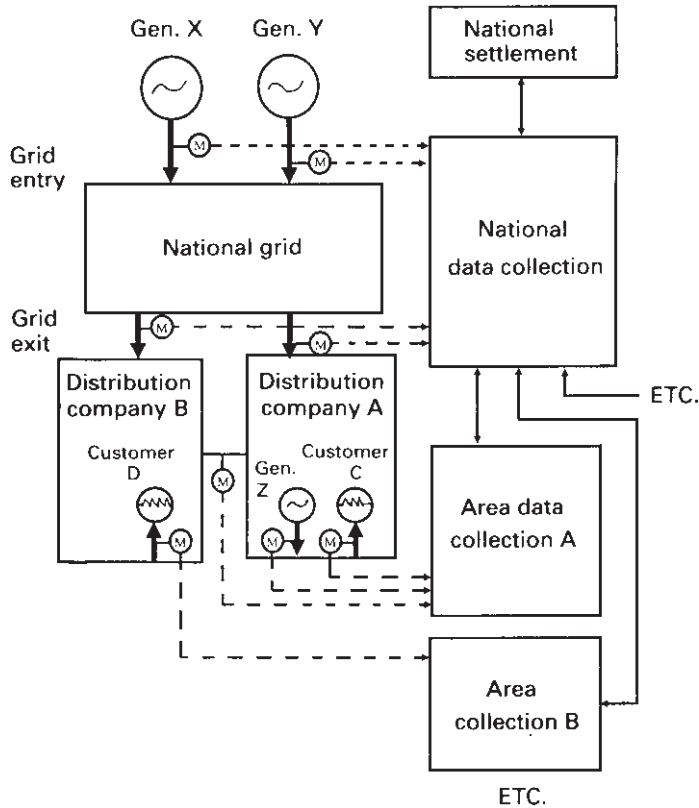 Gen. X
Gen. Y
National
settlement
M
M
Grid
entry
National grid
National
data collection
Grid
exit
M
M
Distribution
company B
Distribution
company A
ETC.
Customer
D
M
Gen.
Z
Customer
C
M
M
M
Area data
collection A
Area
collection B
ETC.